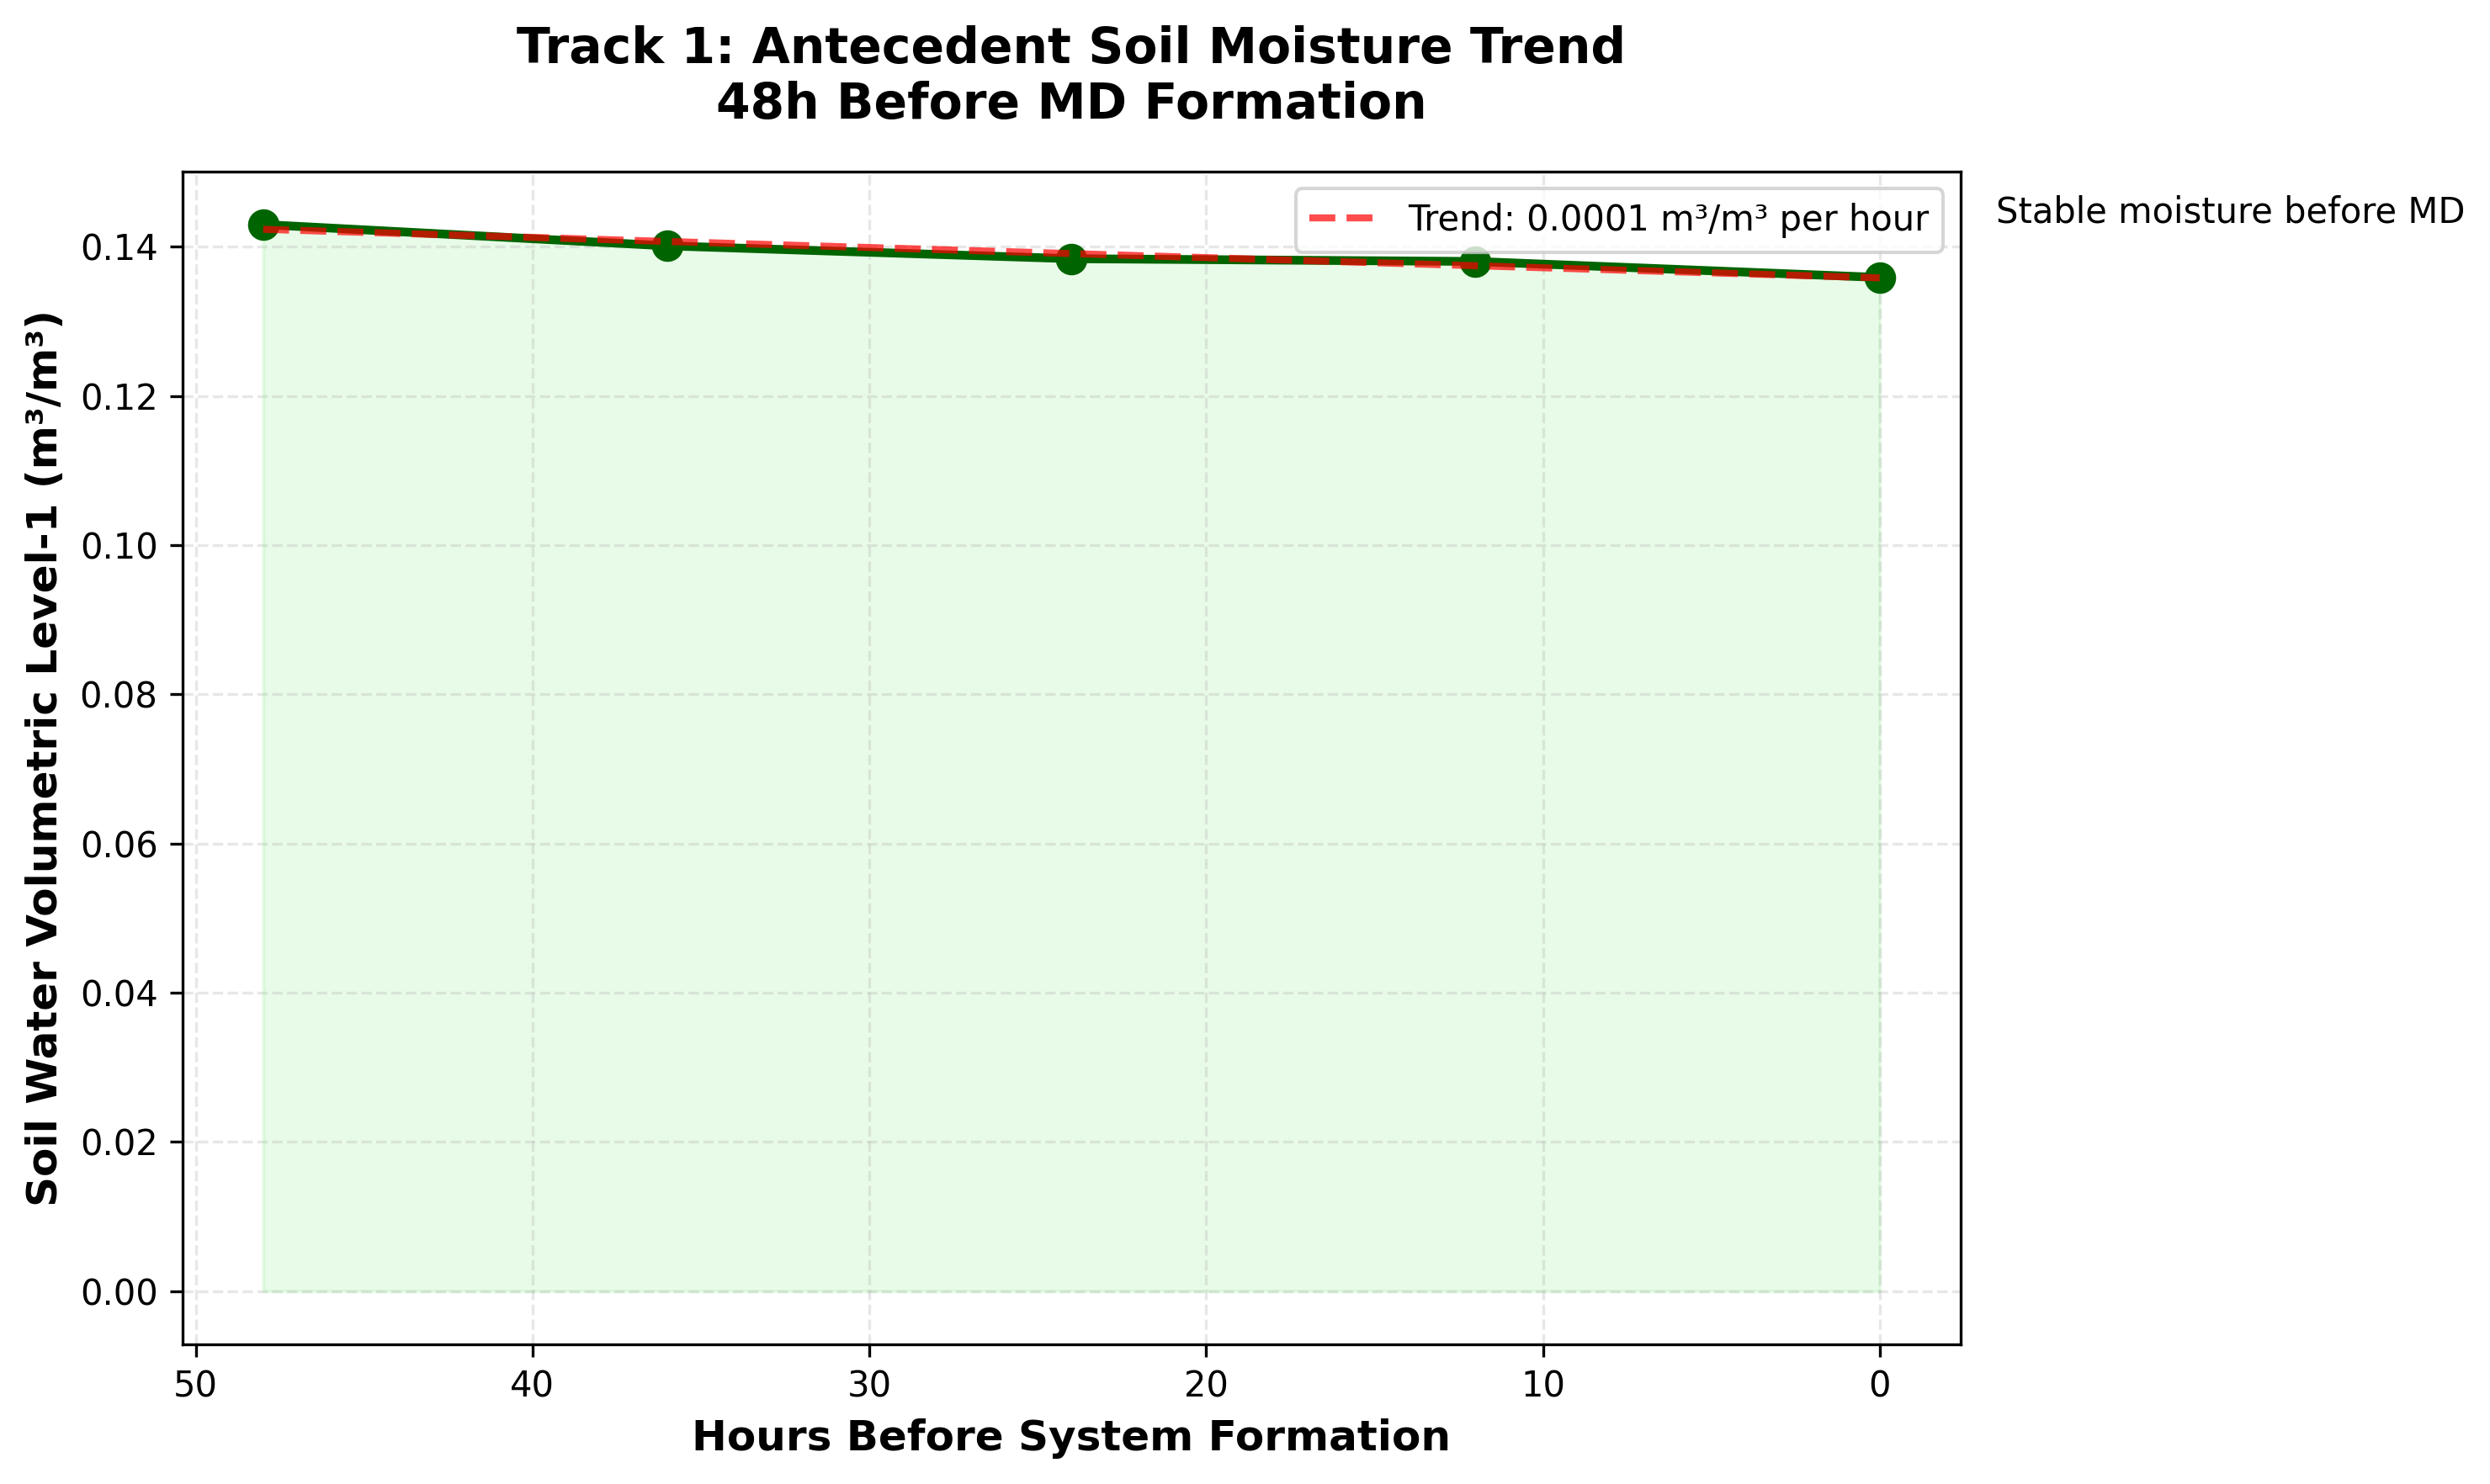 Track 1: Antecedent Soil Moisture Trend
48h Before MD Formation
Trend: 0.0001 m³/m³ per hour
Stable moisture before MD
Soil Water Volumetric Level-1 (m³/m³)
0.14
0.12
0.10
0.08
0.06
0.04
0.02
0.00
50 40 30 20 10 0
Hours Before System Formation